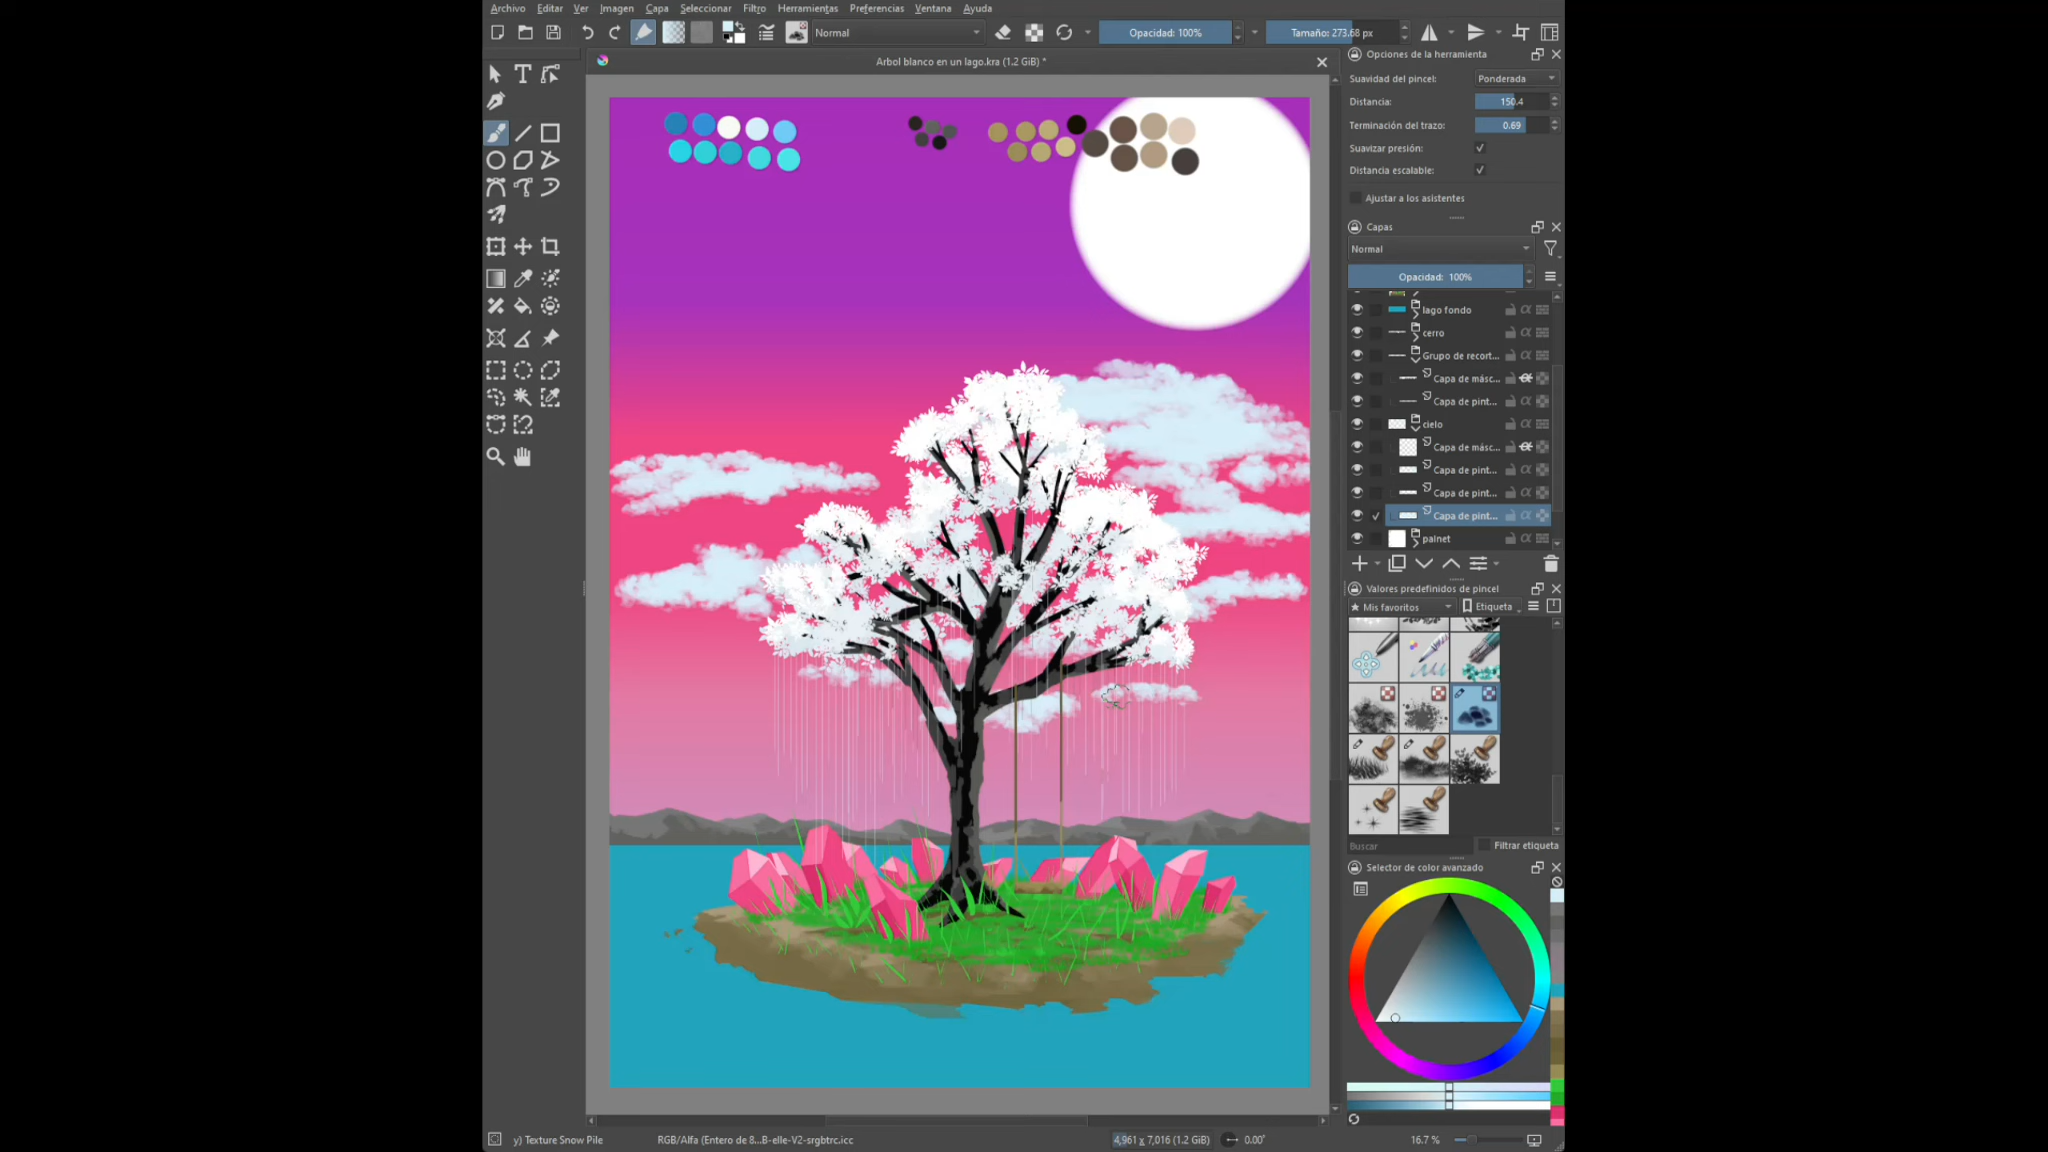 Archivo Editar Ver Imagen Capa Seleccionar Filtro Herramientas Preferencias Ventana Ayuda
Normal Opacidad: 100% Tamaño: 273.68 px
Arbol blanco en un lago.kra (1.2 GiB) *
Opciones de la herramienta
Suavidad del pincel: Ponderada
Distancia: 150.4
Terminación del trazo: 0.69
Suavizar presión:
Distancia escalable:
Ajustar a los asistentes
Capas
Normal
Opacidad: 100%
lago fondo
cerro
Grupo de recort...
Capa de másc...
Capa de pint...
cielo
Capa de másc...
Capa de pint...
Capa de pint...
Capa de pint...
palnet
Valores predefinidos de pincel
Mis favoritos Etiqueta
Buscar Filtrar etiqueta
Selector de color avanzado
y) Texture Snow Pile RGB/Alfa (Entero de 8...B-elle-V2-srgbtrc.icc 4,961 x 7,016 (1.2 GiB) 0.00° 16.7 %